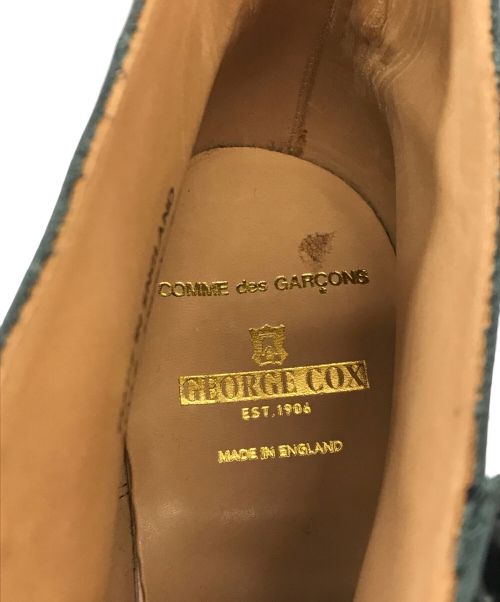 COMME des GARÇONS
GEORGE COX
EST. 1906
MADE IN ENGLAND